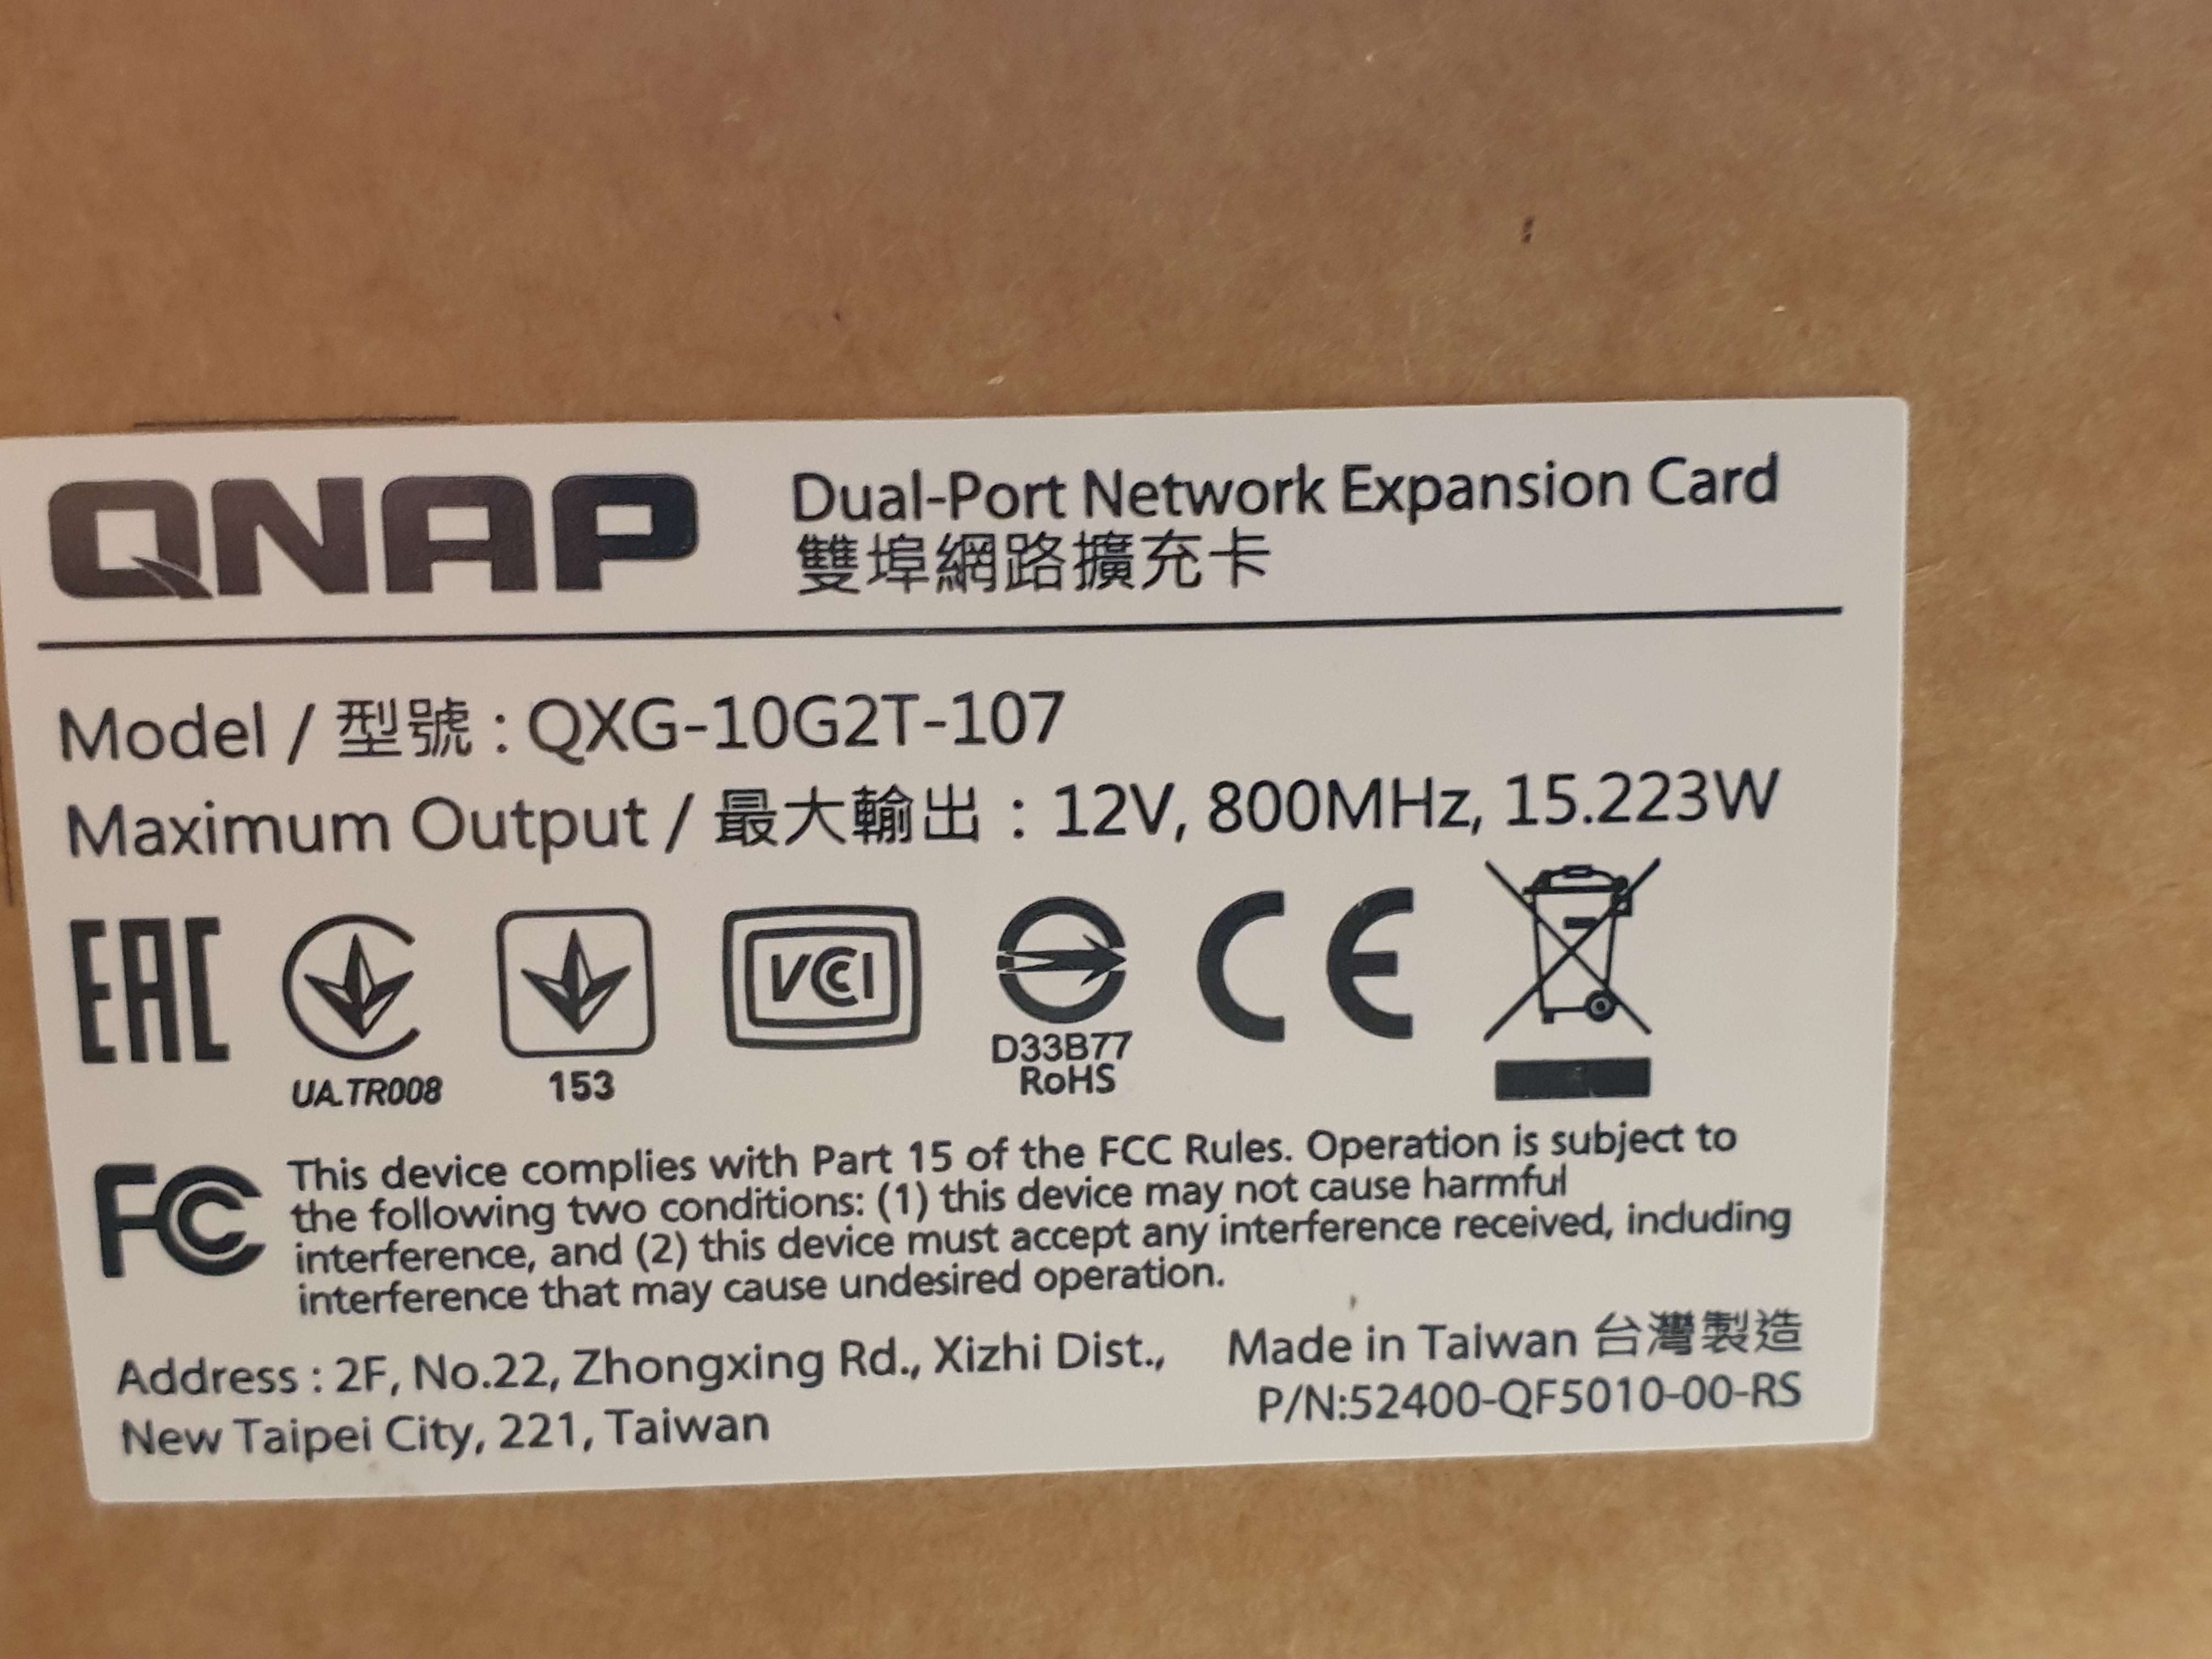 QNAP
Dual-Port Network Expansion Card
雙埠網路擴充卡
Model / 型號 : QXG-10G2T-107
Maximum Output / 最大輸出 : 12V, 800MHz, 15.223W
EAC
UA.TR008
153
VCCI
D33B77
RoHS
CE
FCC
This device complies with Part 15 of the FCC Rules. Operation is subject to
the following two conditions: (1) this device may not cause harmful
interference, and (2) this device must accept any interference received, including
interference that may cause undesired operation.
Address : 2F, No.22, Zhongxing Rd., Xizhi Dist.,
New Taipei City, 221, Taiwan
Made in Taiwan 台灣製造
P/N:52400-QF5010-00-RS